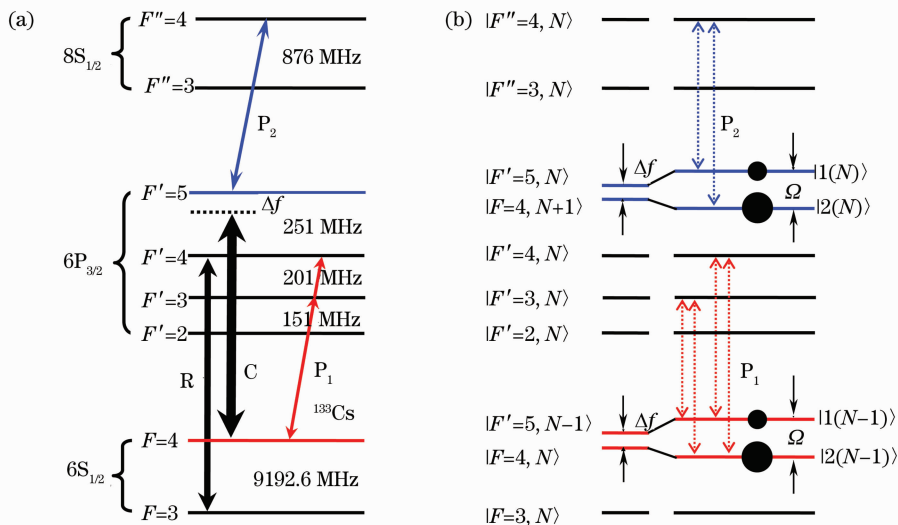 (a)
F″=4
8S1/2
876 MHz
F″=3
P2
F′=5
Δf
251 MHz
F′=4
6P3/2
201 MHz
F′=3
151 MHz
F′=2
R
C
P1
133Cs
F=4
6S1/2
9192.6 MHz
F=3
(b)
|F″=4, N⟩
|F″=3, N⟩
P2
|F′=5, N⟩
Δf
|1(N)⟩
Ω
|F=4, N+1⟩
|2(N)⟩
|F′=4, N⟩
|F′=3, N⟩
|F′=2, N⟩
P1
|F′=5, N−1⟩
Δf
|1(N−1)⟩
Ω
|F=4, N⟩
|2(N−1)⟩
|F=3, N⟩